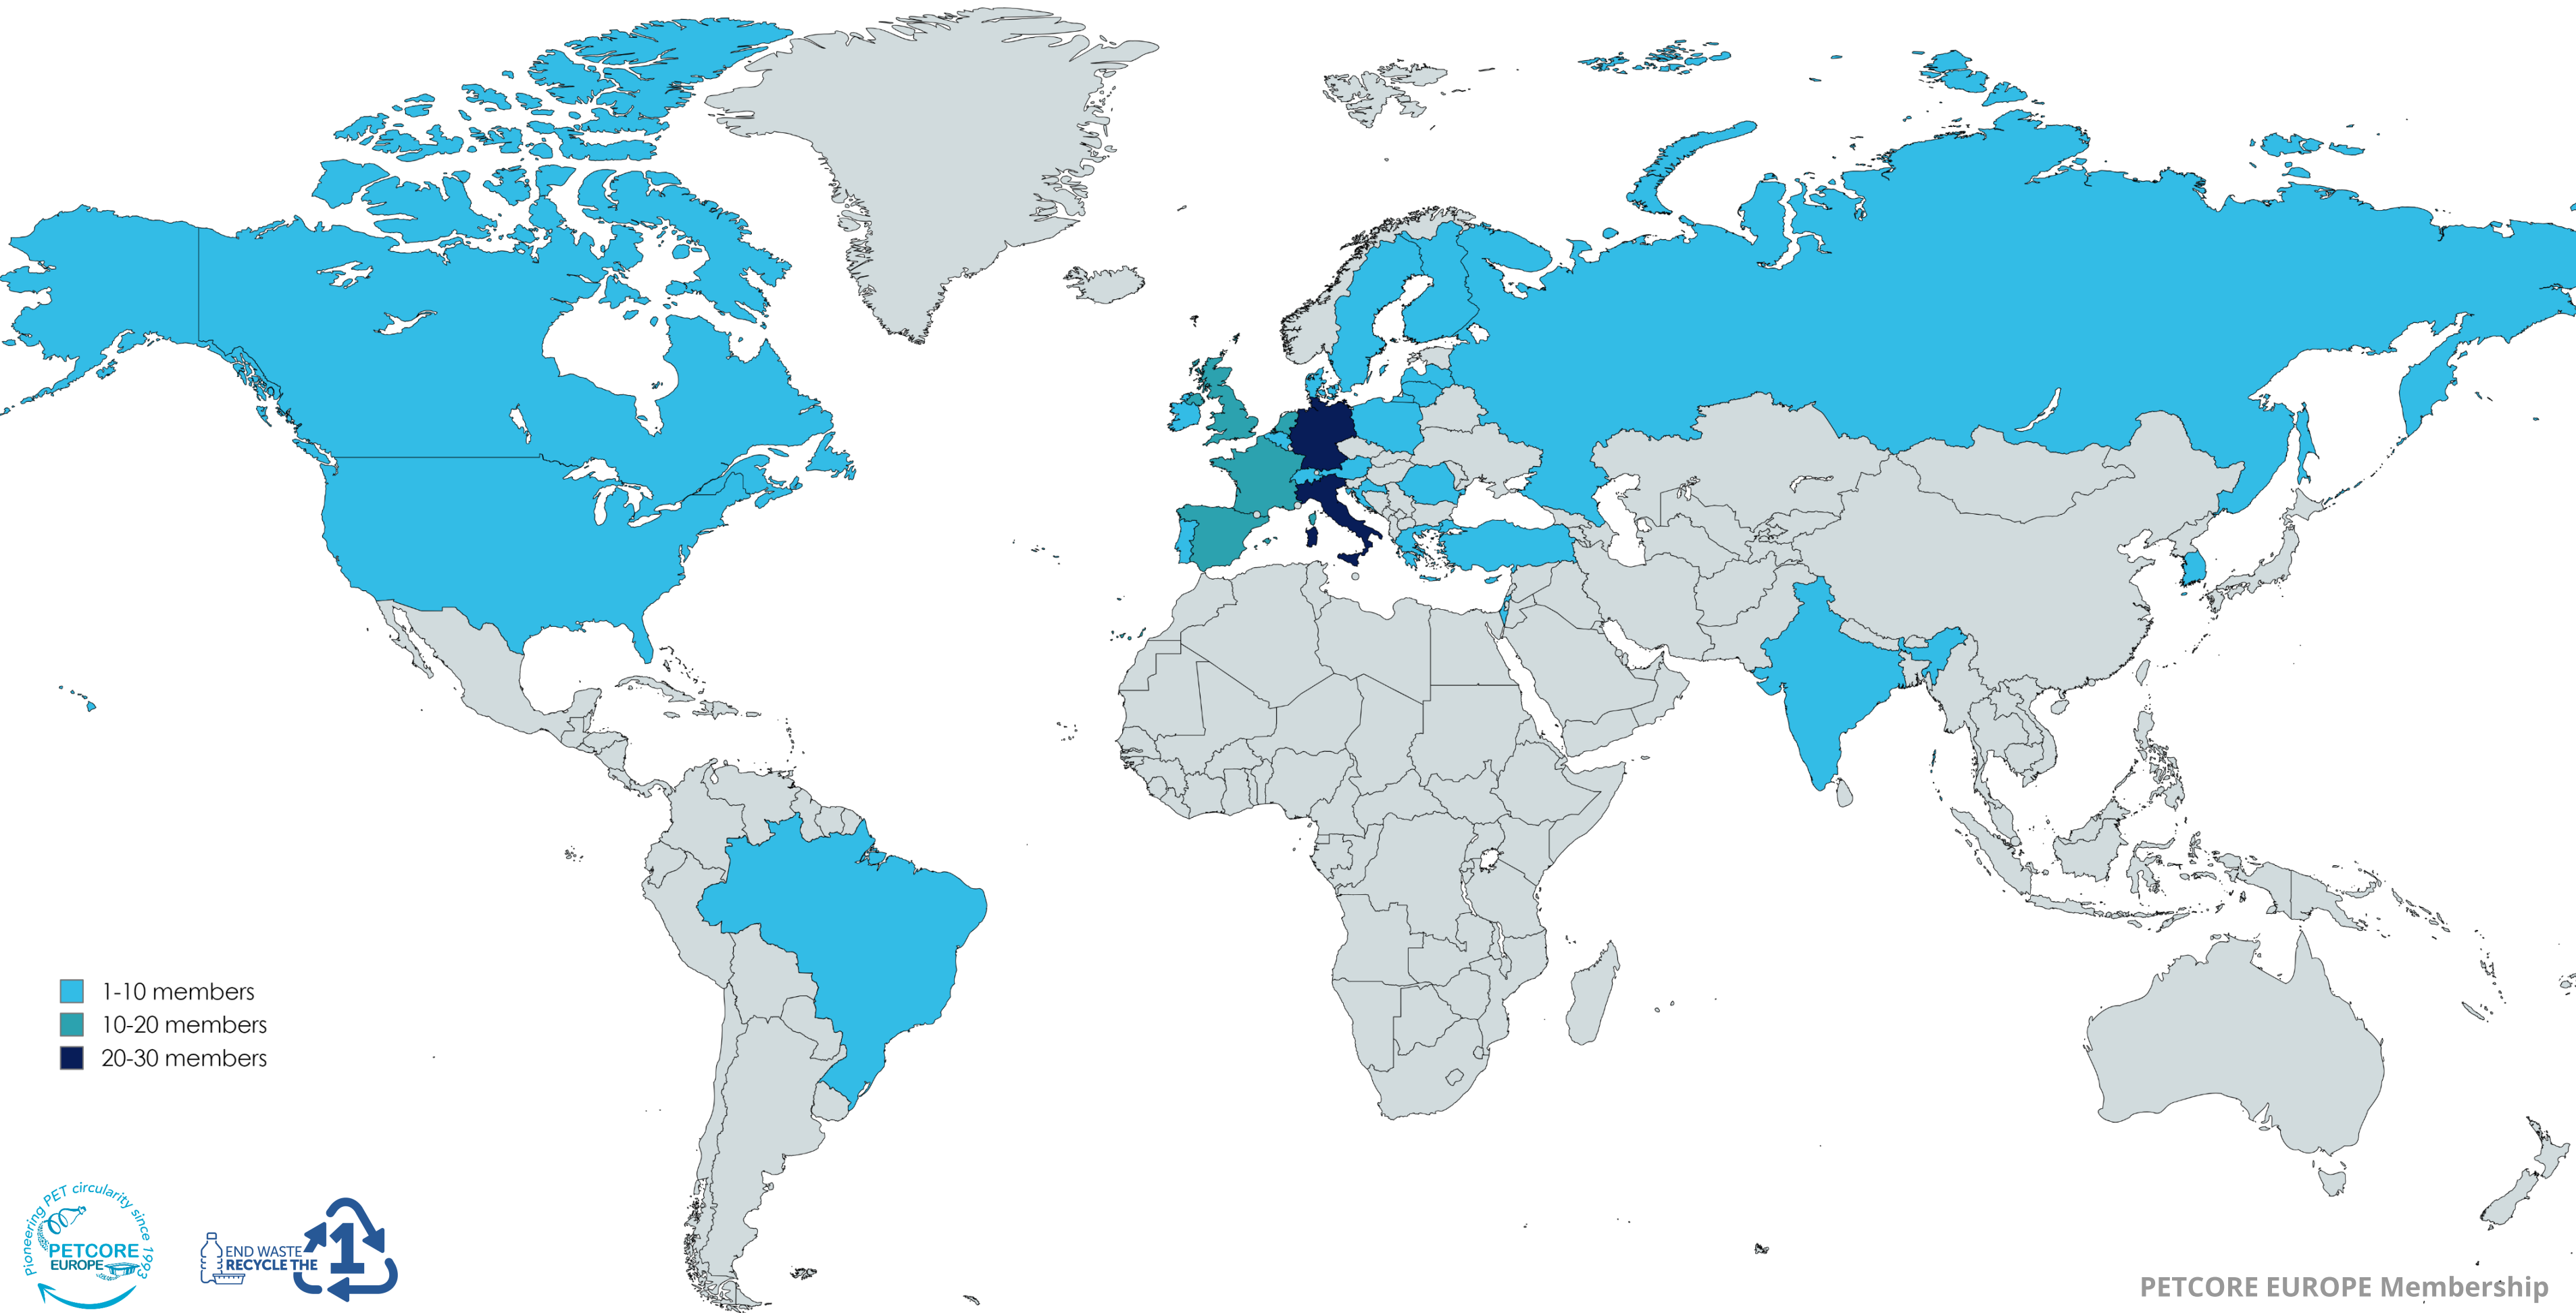 1-10 members
10-20 members
20-30 members
Pioneering PET circularity since 1993
PETCORE
EUROPE
END WASTE
RECYCLE THE
1
PETCORE EUROPE Membership